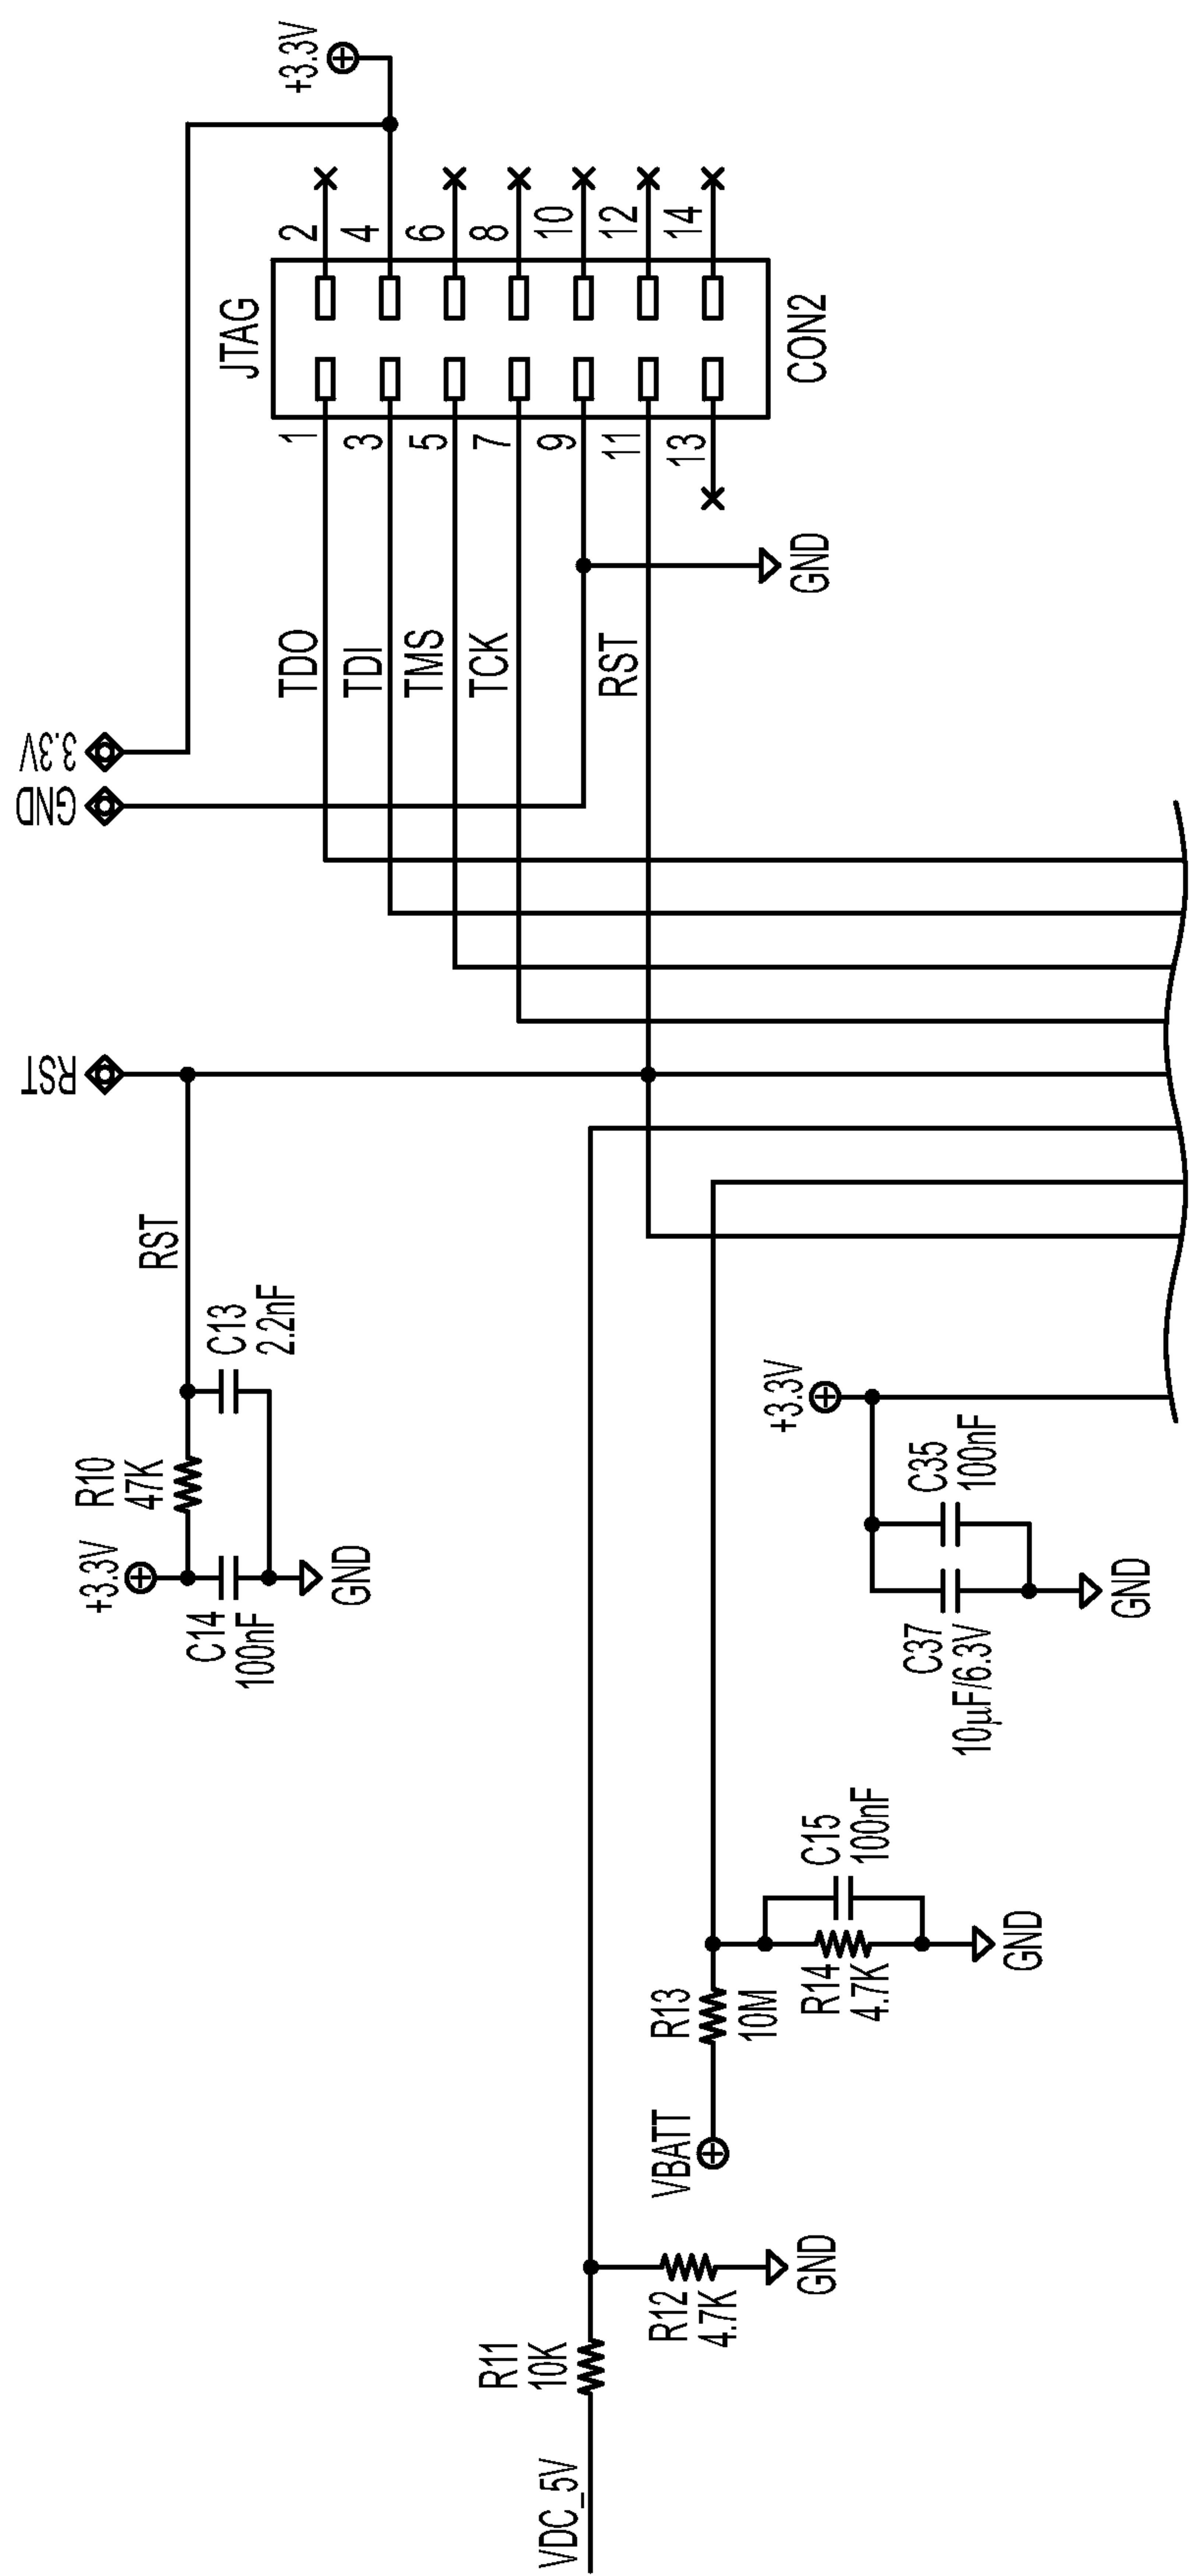 VDC_5V
R11
10K
R12
4.7K
GND
VBATT
R13
10M
R14
4.7K
C15
100nF
GND
+3.3V
C14
100nF
R10
47K
GND
C13
2.2nF
RST
C37
10µF/6.3V
C35
100nF
GND
+3.3V
RST
GND
3.3V
TDO
TDI
TMS
TCK
RST
GND
JTAG
1
3
5
7
9
11
13
2
4
6
8
10
12
14
CON2
+3.3V